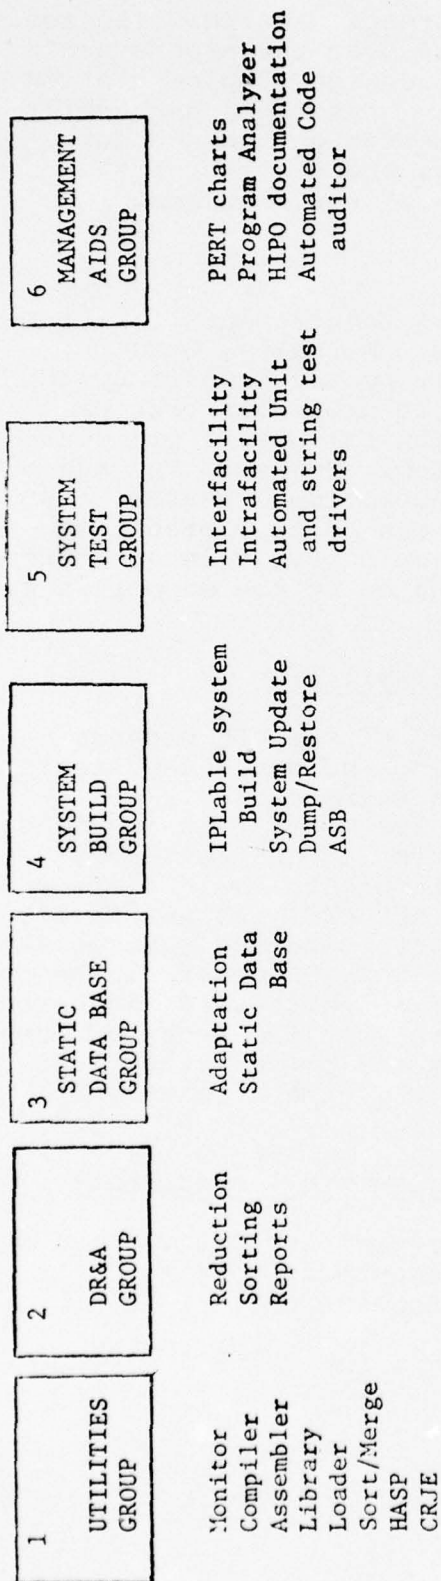 1
UTILITIES
GROUP
Monitor
Compiler
Assembler
Library
Loader
Sort/Merge
HASP
CRJE
2
DR&A
GROUP
Reduction
Sorting
Reports
3
STATIC
DATA BASE
GROUP
Adaptation
Static Data
Base
4
SYSTEM
BUILD
GROUP
IPLable system
Build
System Update
Dump/Restore
ASB
5
SYSTEM
TEST
GROUP
Interfacility
Intrafacility
Automated Unit
and string test
drivers
6
MANAGEMENT
AIDS
GROUP
PERT charts
Program Analyzer
HIPO documentation
Automated Code
auditor